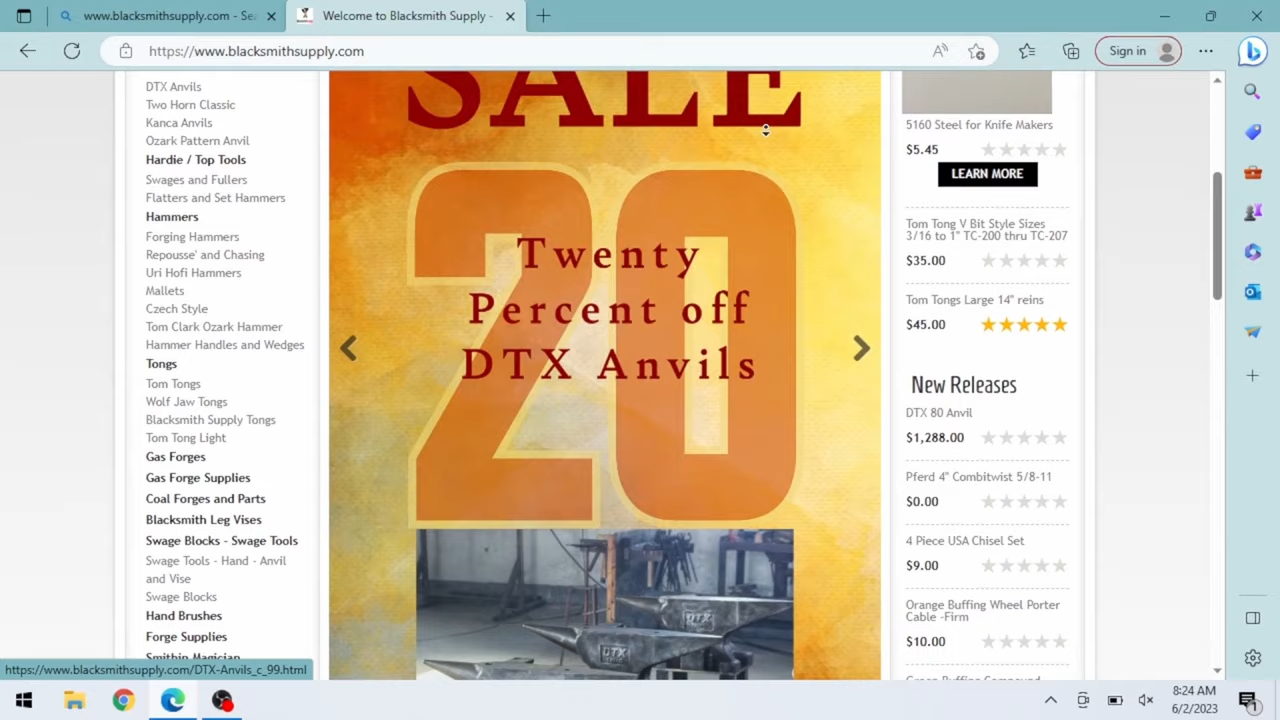 www.blacksmithsupply.com - Sea
Welcome to Blacksmith Supply -
https://www.blacksmithsupply.com
Sign in
DTX Anvils
Two Horn Classic
Kanca Anvils
Ozark Pattern Anvil
Hardie / Top Tools
Swages and Fullers
Flatters and Set Hammers
Hammers
Forging Hammers
Repousse' and Chasing
Uri Hofi Hammers
Mallets
Czech Style
Tom Clark Ozark Hammer
Hammer Handles and Wedges
Tongs
Tom Tongs
Wolf Jaw Tongs
Blacksmith Supply Tongs
Tom Tong Light
Gas Forges
Gas Forge Supplies
Coal Forges and Parts
Blacksmith Leg Vises
Swage Blocks - Swage Tools
Swage Tools - Hand - Anvil
and Vise
Swage Blocks
Hand Brushes
Forge Supplies
Smithin Magician
SALE
20
Twenty
Percent off
DTX Anvils
DTX
DTX
5160 Steel for Knife Makers
$5.45
LEARN MORE
Tom Tong V Bit Style Sizes
3/16 to 1" TC-200 thru TC-207
$35.00
Tom Tongs Large 14" reins
$45.00
New Releases
DTX 80 Anvil
$1,288.00
Pferd 4" Combitwist 5/8-11
$0.00
4 Piece USA Chisel Set
$9.00
Orange Buffing Wheel Porter
Cable -Firm
$10.00
Green Buffing Compound
https://www.blacksmithsupply.com/DTX-Anvils_c_99.html
8:24 AM
6/2/2023
1